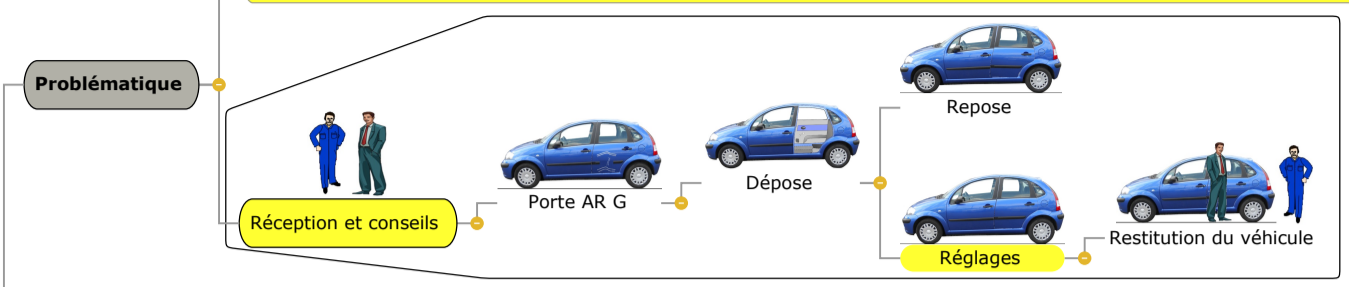 Problématique
Réception et conseils
Porte AR G
Dépose
Repose
Réglages
Restitution du véhicule